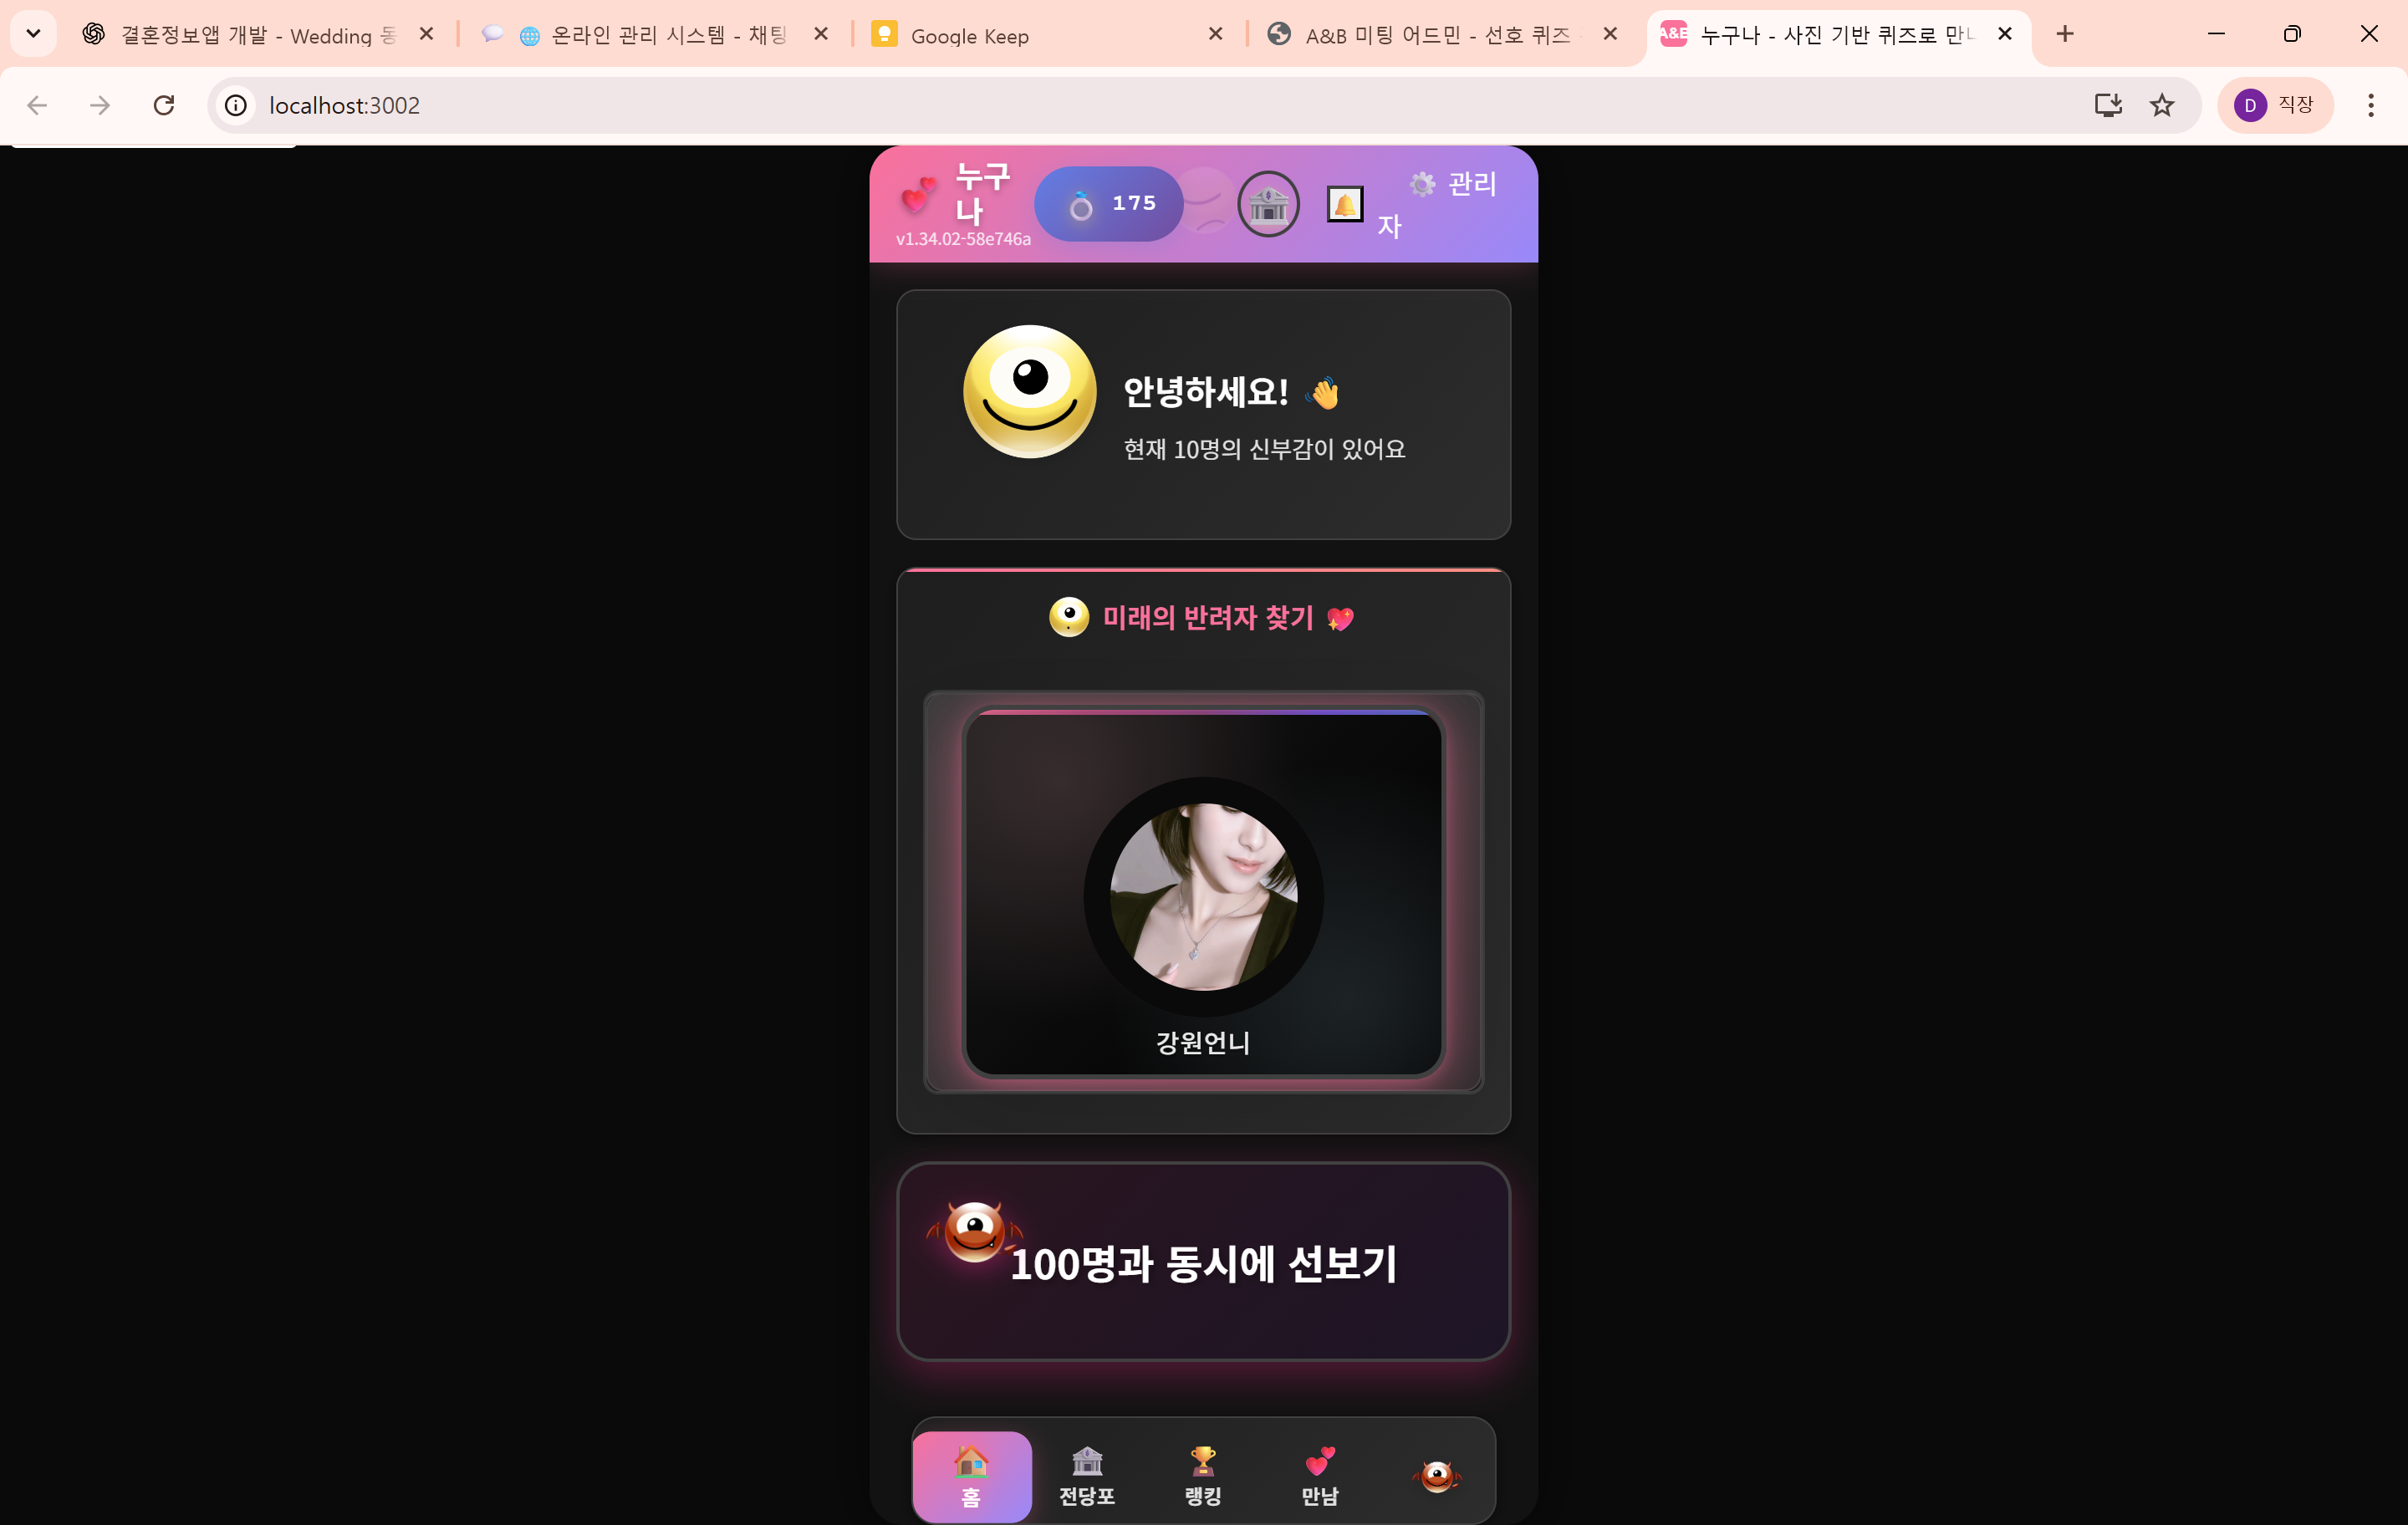 결혼정보앱 개발 - Wedding 동
온라인 관리 시스템 - 채팅
Google Keep
A&B 미팅 어드민 - 선호 퀴즈
A&B
누구나 - 사진 기반 퀴즈로 만나
localhost:3002
D
직장
누구
나
v1.34.02-58e746a
175
관리
자
안녕하세요!
현재 10명의 신부감이 있어요
미래의 반려자 찾기
강원언니
100명과 동시에 선보기
홈
전당포
랭킹
만남